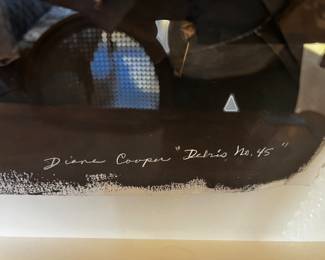 Diane Cooper "Debris No. 45"